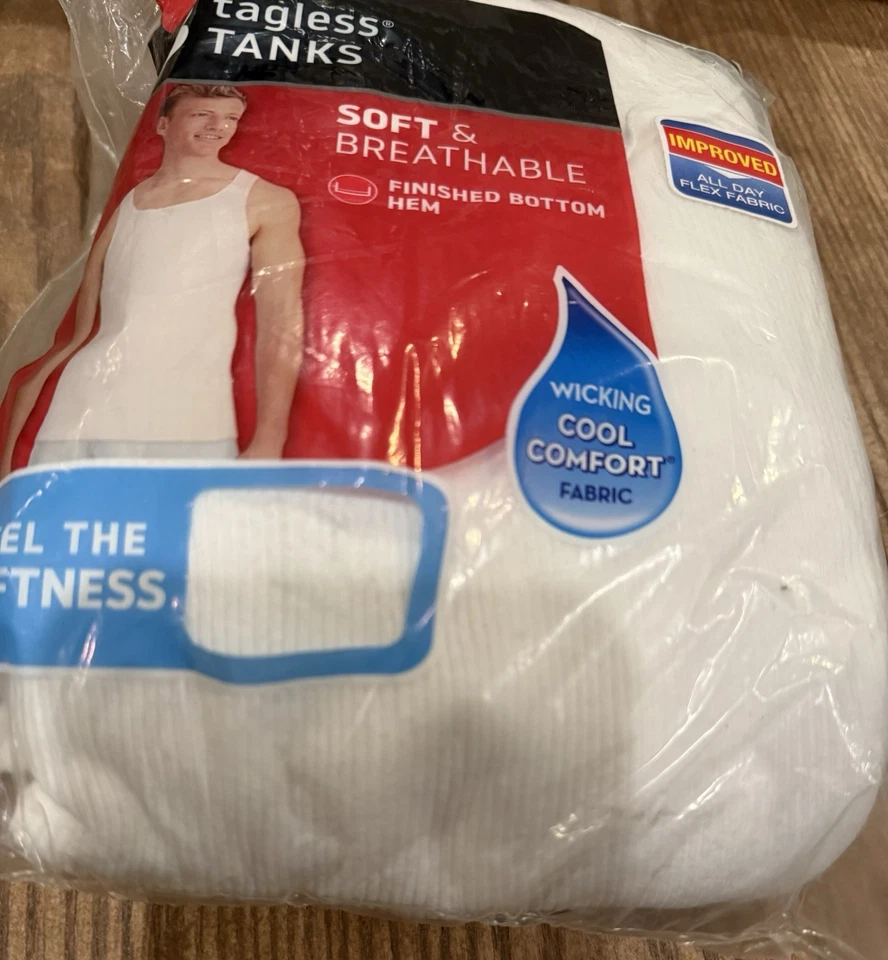 tagless®
TANKS
SOFT &
BREATHABLE
FINISHED BOTTOM
HEM
IMPROVED
ALL DAY
FLEX FABRIC
WICKING
COOL
COMFORT®
FABRIC
EL THE
FTNESS